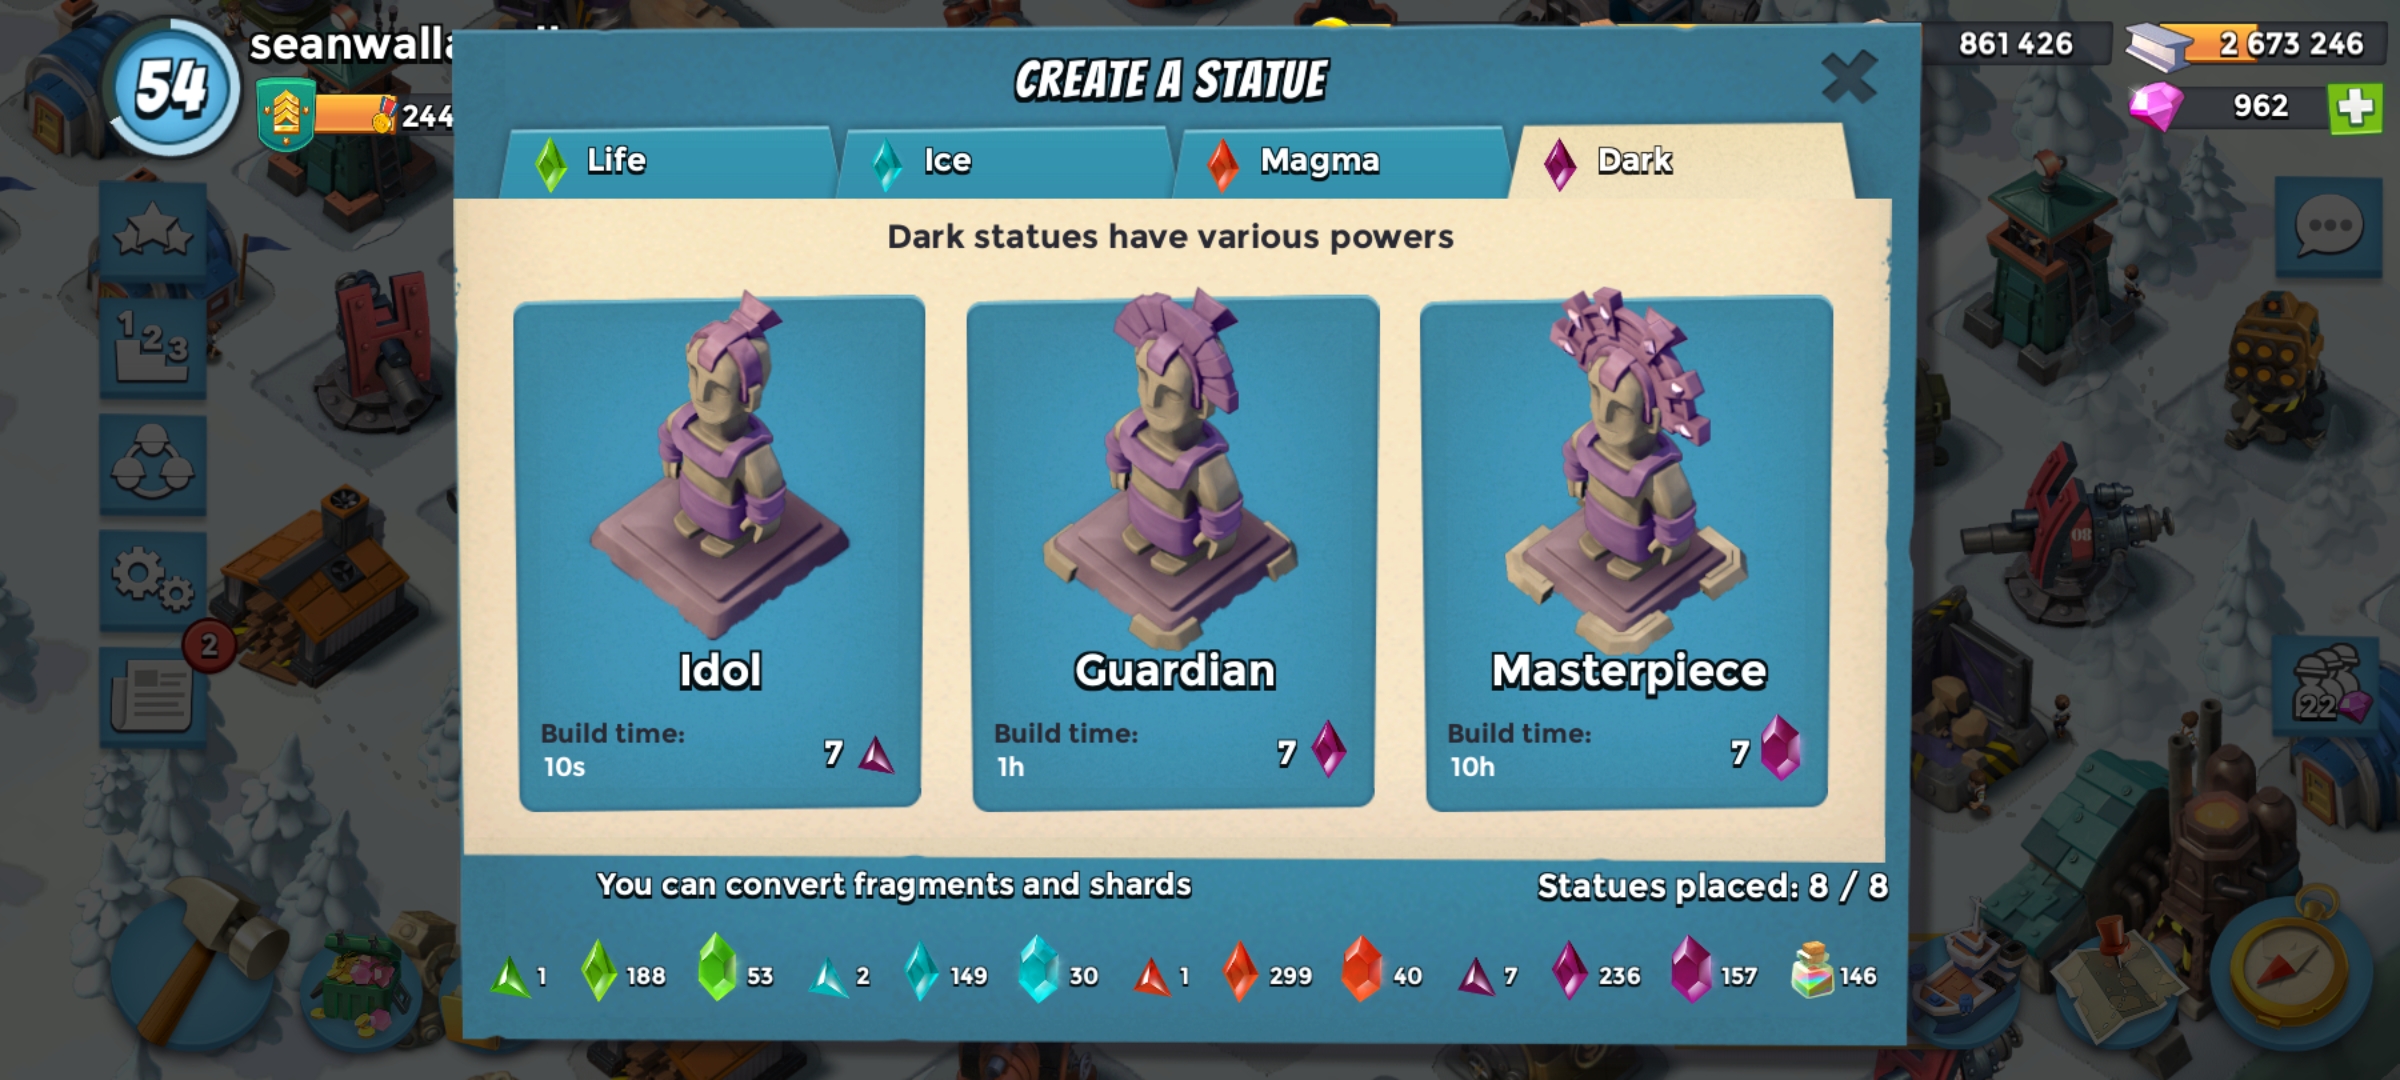 54
seanwalla
244
861 426
2 673 246
962
CREATE A STATUE
Life
Ice
Magma
Dark
Dark statues have various powers
1 2 3
2
Idol
Build time:
10s
7
Guardian
Build time:
1h
7
Masterpiece
Build time:
10h
7
08
22
You can convert fragments and shards
Statues placed: 8 / 8
1 188 53 2 149 30 1 299 40 7 236 157 146